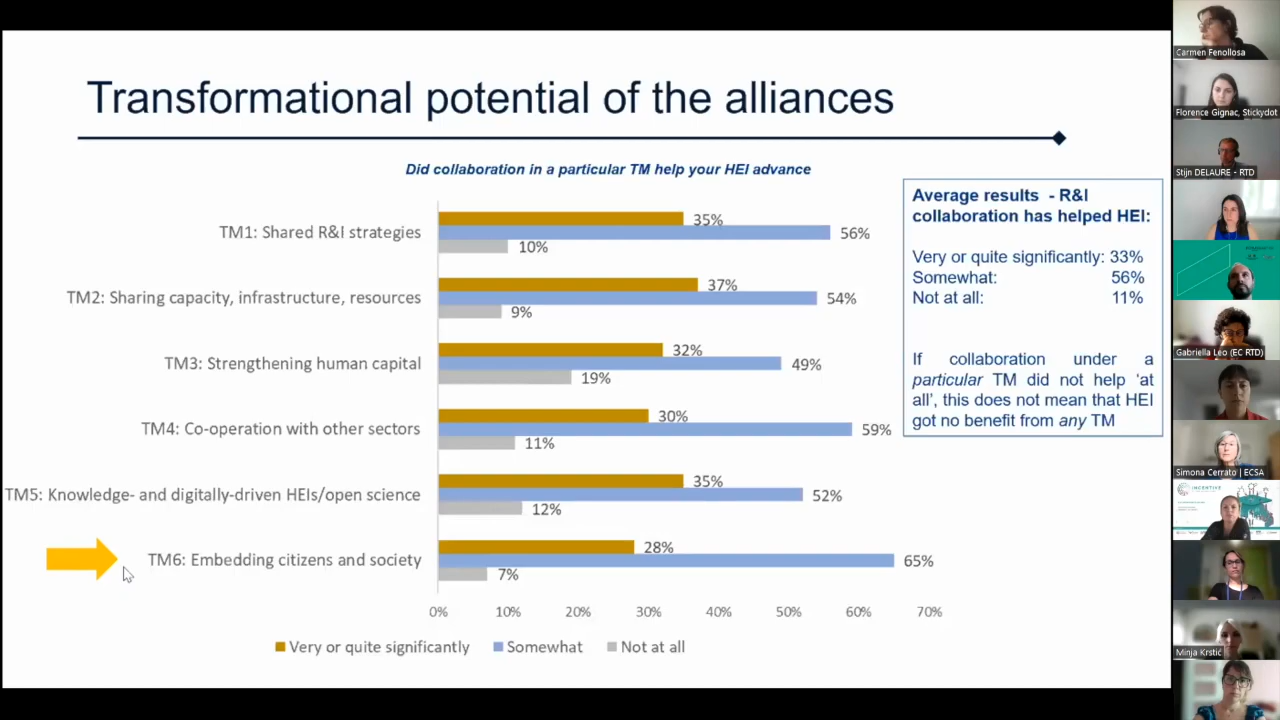 Transformational potential of the alliances
Did collaboration in a particular TM help your HEI advance
TM1: Shared R&I strategies
35%
56%
10%
TM2: Sharing capacity, infrastructure, resources
37%
54%
9%
TM3: Strengthening human capital
32%
49%
19%
TM4: Co-operation with other sectors
30%
59%
11%
TM5: Knowledge- and digitally-driven HEIs/open science
35%
52%
12%
TM6: Embedding citizens and society
28%
65%
7%
0% 10% 20% 30% 40% 50% 60% 70%
Very or quite significantly Somewhat Not at all
Average results - R&I
collaboration has helped HEI:
Very or quite significantly: 33%
Somewhat: 56%
Not at all: 11%
If collaboration under a
particular TM did not help ‘at
all’, this does not mean that HEI
got no benefit from any TM
Carmen Fenollosa
Florence Gignac, Stickydot
Stijn DELAURE - RTD
Gabriella Leo (EC RTD)
Simona Cerrato | ECSA
INCENTIVE
Minja Krstić